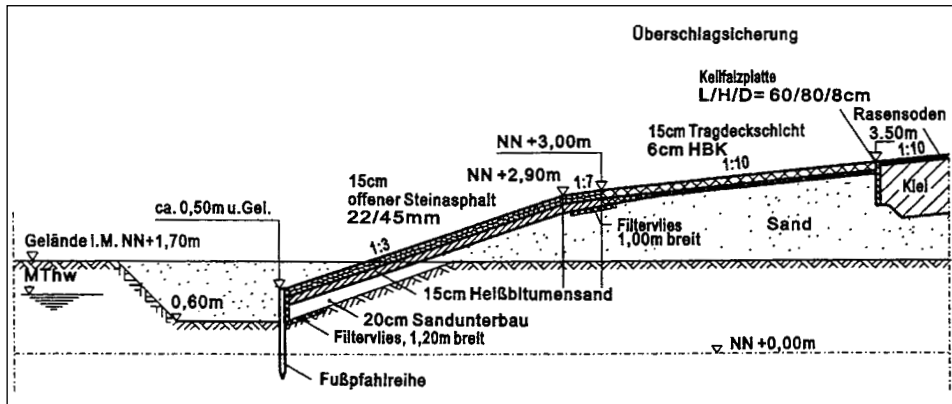 Überschlagsicherung
Keilfalzplatte
L/H/D= 60/80/8cm
Rasensoden
3.50m
1:10
15cm Tragdeckschicht
6cm HBK
1:10
NN +3,00m
NN +2,90m
1:7
Klei
15cm
offener Steinasphalt
22/45mm
ca. 0,50m u.Gel.
Filtervlies
1,00m breit
Sand
Gelände i.M. NN+1,70m
1:3
MThw
0,60m
15cm Heißbitumensand
20cm Sandunterbau
Filtervlies, 1,20m breit
NN +0,00m
Fußpfahlreihe